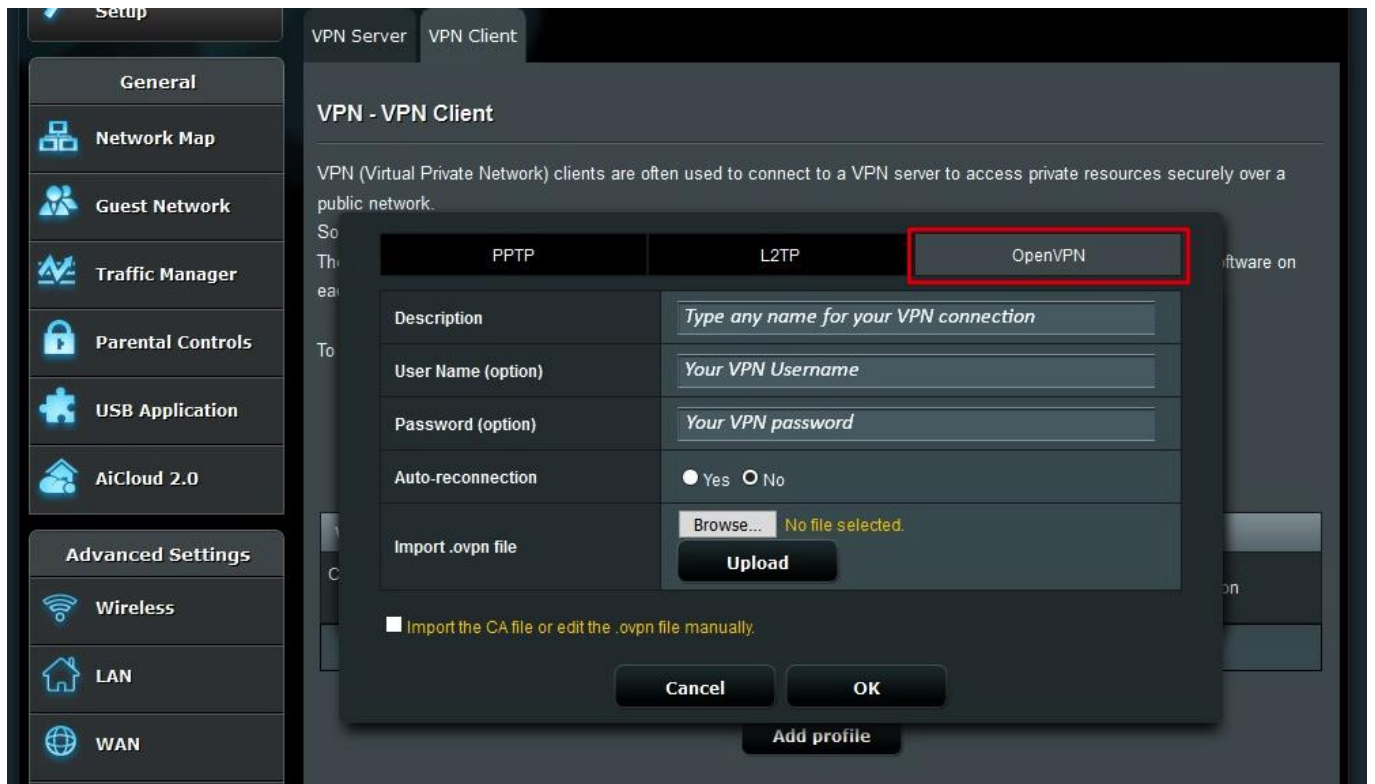 Setup
General
Network Map
Guest Network
Traffic Manager
Parental Controls
USB Application
AiCloud 2.0
Advanced Settings
Wireless
LAN
WAN
VPN Server VPN Client
VPN - VPN Client
VPN (Virtual Private Network) clients are often used to connect to a VPN server to access private resources securely over a
public network.
So
ea
To
PPTP L2TP OpenVPN
Description Type any name for your VPN connection
User Name (option) Your VPN Username
Password (option) Your VPN password
Auto-reconnection Yes No
Import .ovpn file Browse... No file selected.
Upload
Import the CA file or edit the .ovpn file manually.
Cancel OK
Add profile